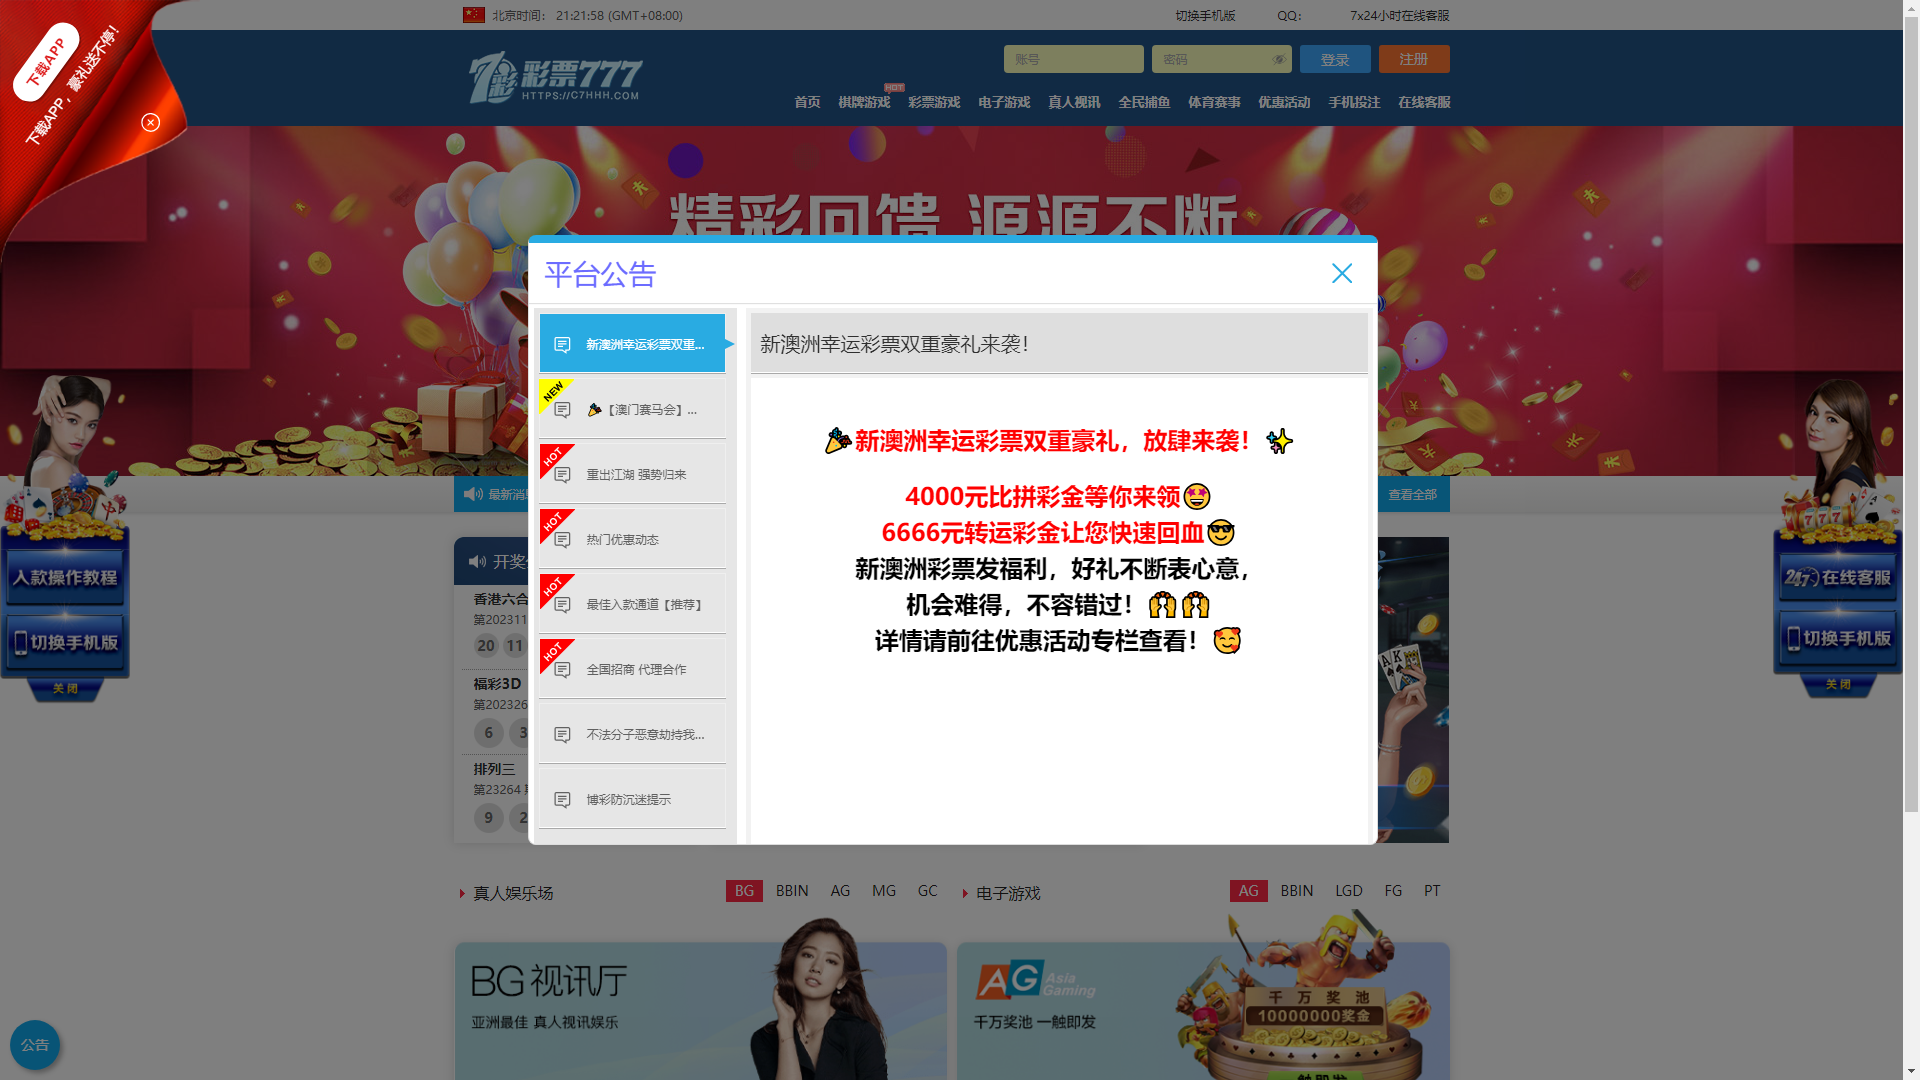 北京时间： 21:21:58 (GMT+08:00)
切换手机版
QQ：
7x24小时在线客服
下载APP
下载APP，豪礼送不停！
7彩 彩票777
HTTPS://C7HHH.COM
账号
密码
登录
注册
HOT
首页
棋牌游戏
彩票游戏
电子游戏
真人视讯
全民捕鱼
体育赛事
优惠活动
手机投注
在线客服
精彩回馈 源源不断
平台公告
新澳洲幸运彩票双重...
NEW
🎉【澳门赛马会】...
HOT
重出江湖 强势归来
HOT
热门优惠动态
HOT
最佳入款通道【推荐】
HOT
全国招商 代理合作
不法分子恶意劫持我...
博彩防沉迷提示
新澳洲幸运彩票双重豪礼来袭！
🎉新澳洲幸运彩票双重豪礼，放肆来袭！✨
4000元比拼彩金等你来领🤩
6666元转运彩金让您快速回血😎
新澳洲彩票发福利，好礼不断表心意，
机会难得，不容错过！🙌🙌
详情请前往优惠活动专栏查看！🥰
最新消息
查看全部
入款操作教程
切换手机版
关闭
24/7 在线客服
切换手机版
关闭
开奖
香港六合
第202311
20 11
福彩3D
第202326
6 3
排列三
第23264
9 2
真人娱乐场
BG BBIN AG MG GC
电子游戏
AG BBIN LGD FG PT
BG 视讯厅
亚洲最佳 真人视讯娱乐
AG Asia Gaming
千万奖池 一触即发
千万奖池
10000000奖金
公告